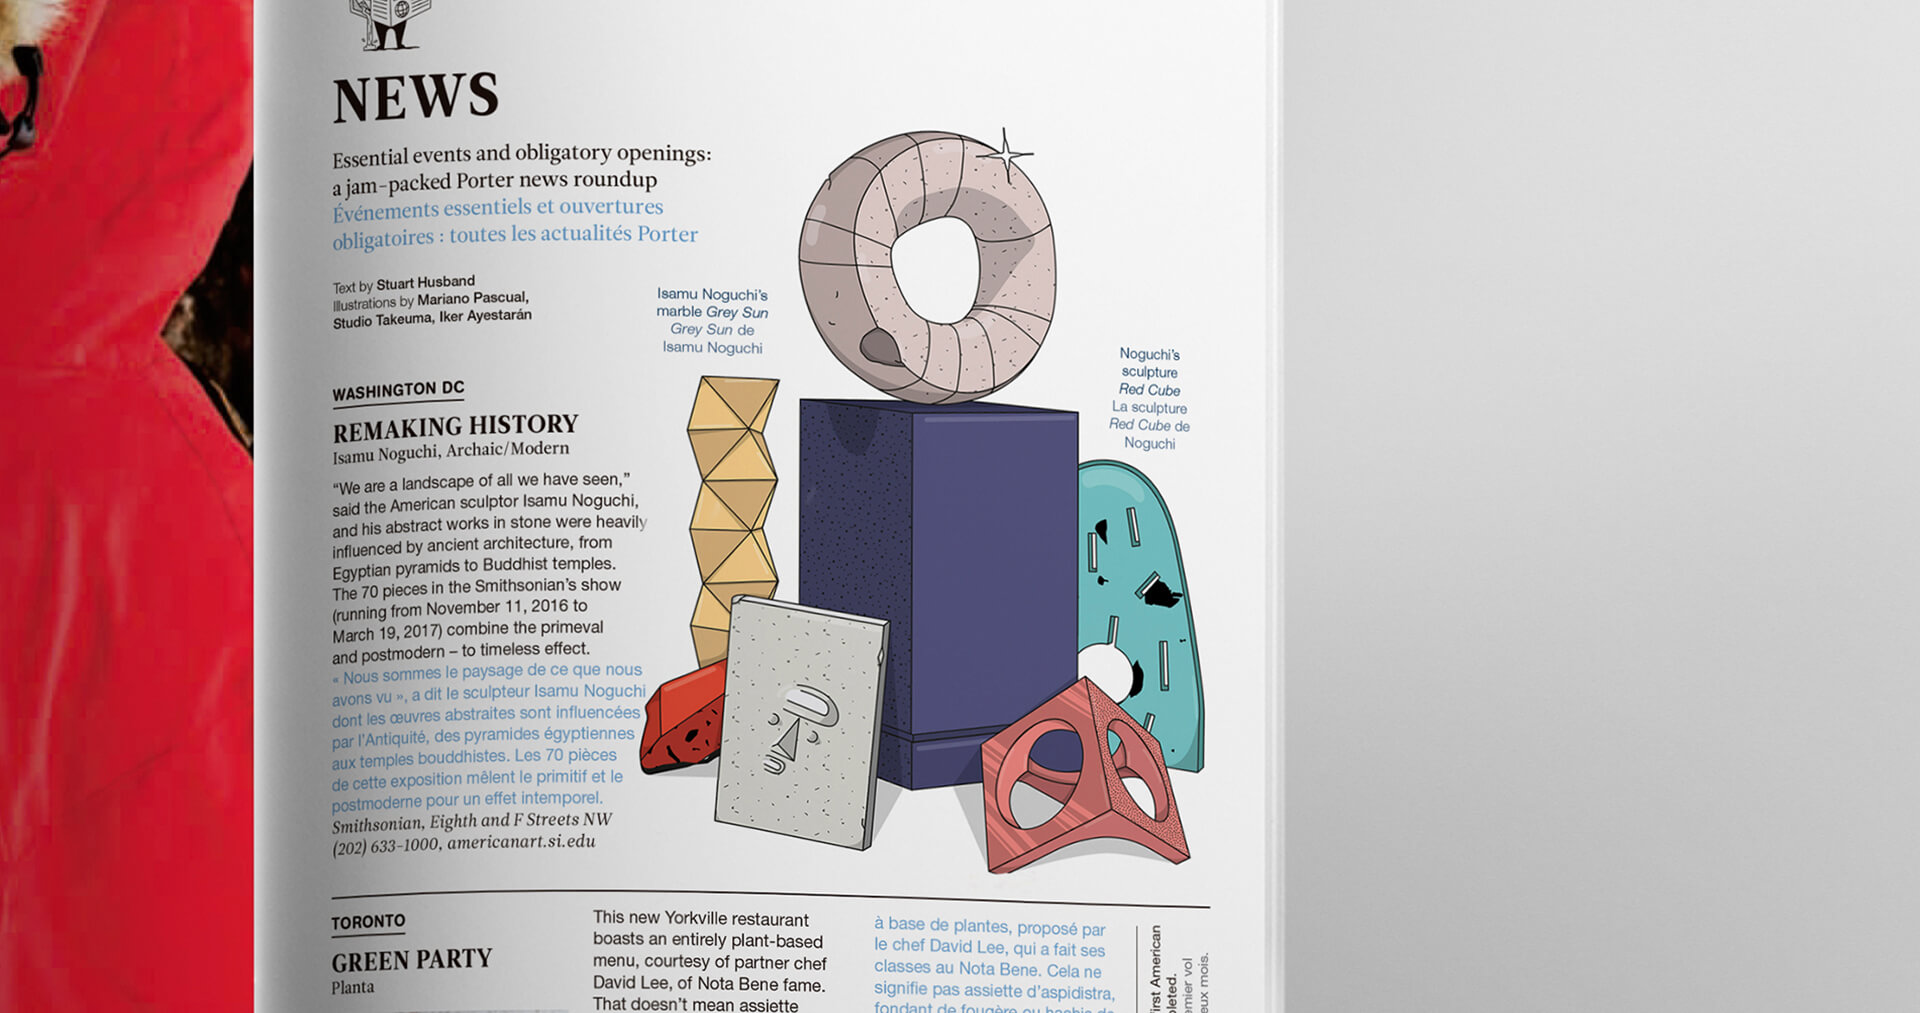 NEWS
Essential events and obligatory openings:
a jam-packed Porter news roundup
Événements essentiels et ouvertures
obligatoires : toutes les actualités Porter
Text by Stuart Husband
Illustrations by Mariano Pascual,
Studio Takeuma, Iker Ayestarán
Isamu Noguchi's
marble Grey Sun
Grey Sun de
Isamu Noguchi
Noguchi's
sculpture
Red Cube
La sculpture
Red Cube de
Noguchi
WASHINGTON DC
REMAKING HISTORY
Isamu Noguchi, Archaic/Modern
“We are a landscape of all we have seen,”
said the American sculptor Isamu Noguchi,
and his abstract works in stone were heavily
influenced by ancient architecture, from
Egyptian pyramids to Buddhist temples.
The 70 pieces in the Smithsonian's show
(running from November 11, 2016 to
March 19, 2017) combine the primeval
and postmodern – to timeless effect.
« Nous sommes le paysage de ce que nous
avons vu », a dit le sculpteur Isamu Noguchi
dont les œuvres abstraites sont influencées
par l'Antiquité, des pyramides égyptiennes
aux temples bouddhistes. Les 70 pièces
de cette exposition mêlent le primitif et le
postmoderne pour un effet intemporel.
Smithsonian, Eighth and F Streets NW
(202) 633-1000, americanart.si.edu
TORONTO
GREEN PARTY
Planta
This new Yorkville restaurant
boasts an entirely plant-based
menu, courtesy of partner chef
David Lee, of Nota Bene fame.
That doesn't mean assiette
à base de plantes, proposé par
le chef David Lee, qui a fait ses
classes au Nota Bene. Cela ne
signifie pas assiette d'aspidistra,
fondant de fougère ou hachis de
American
vol
mois.